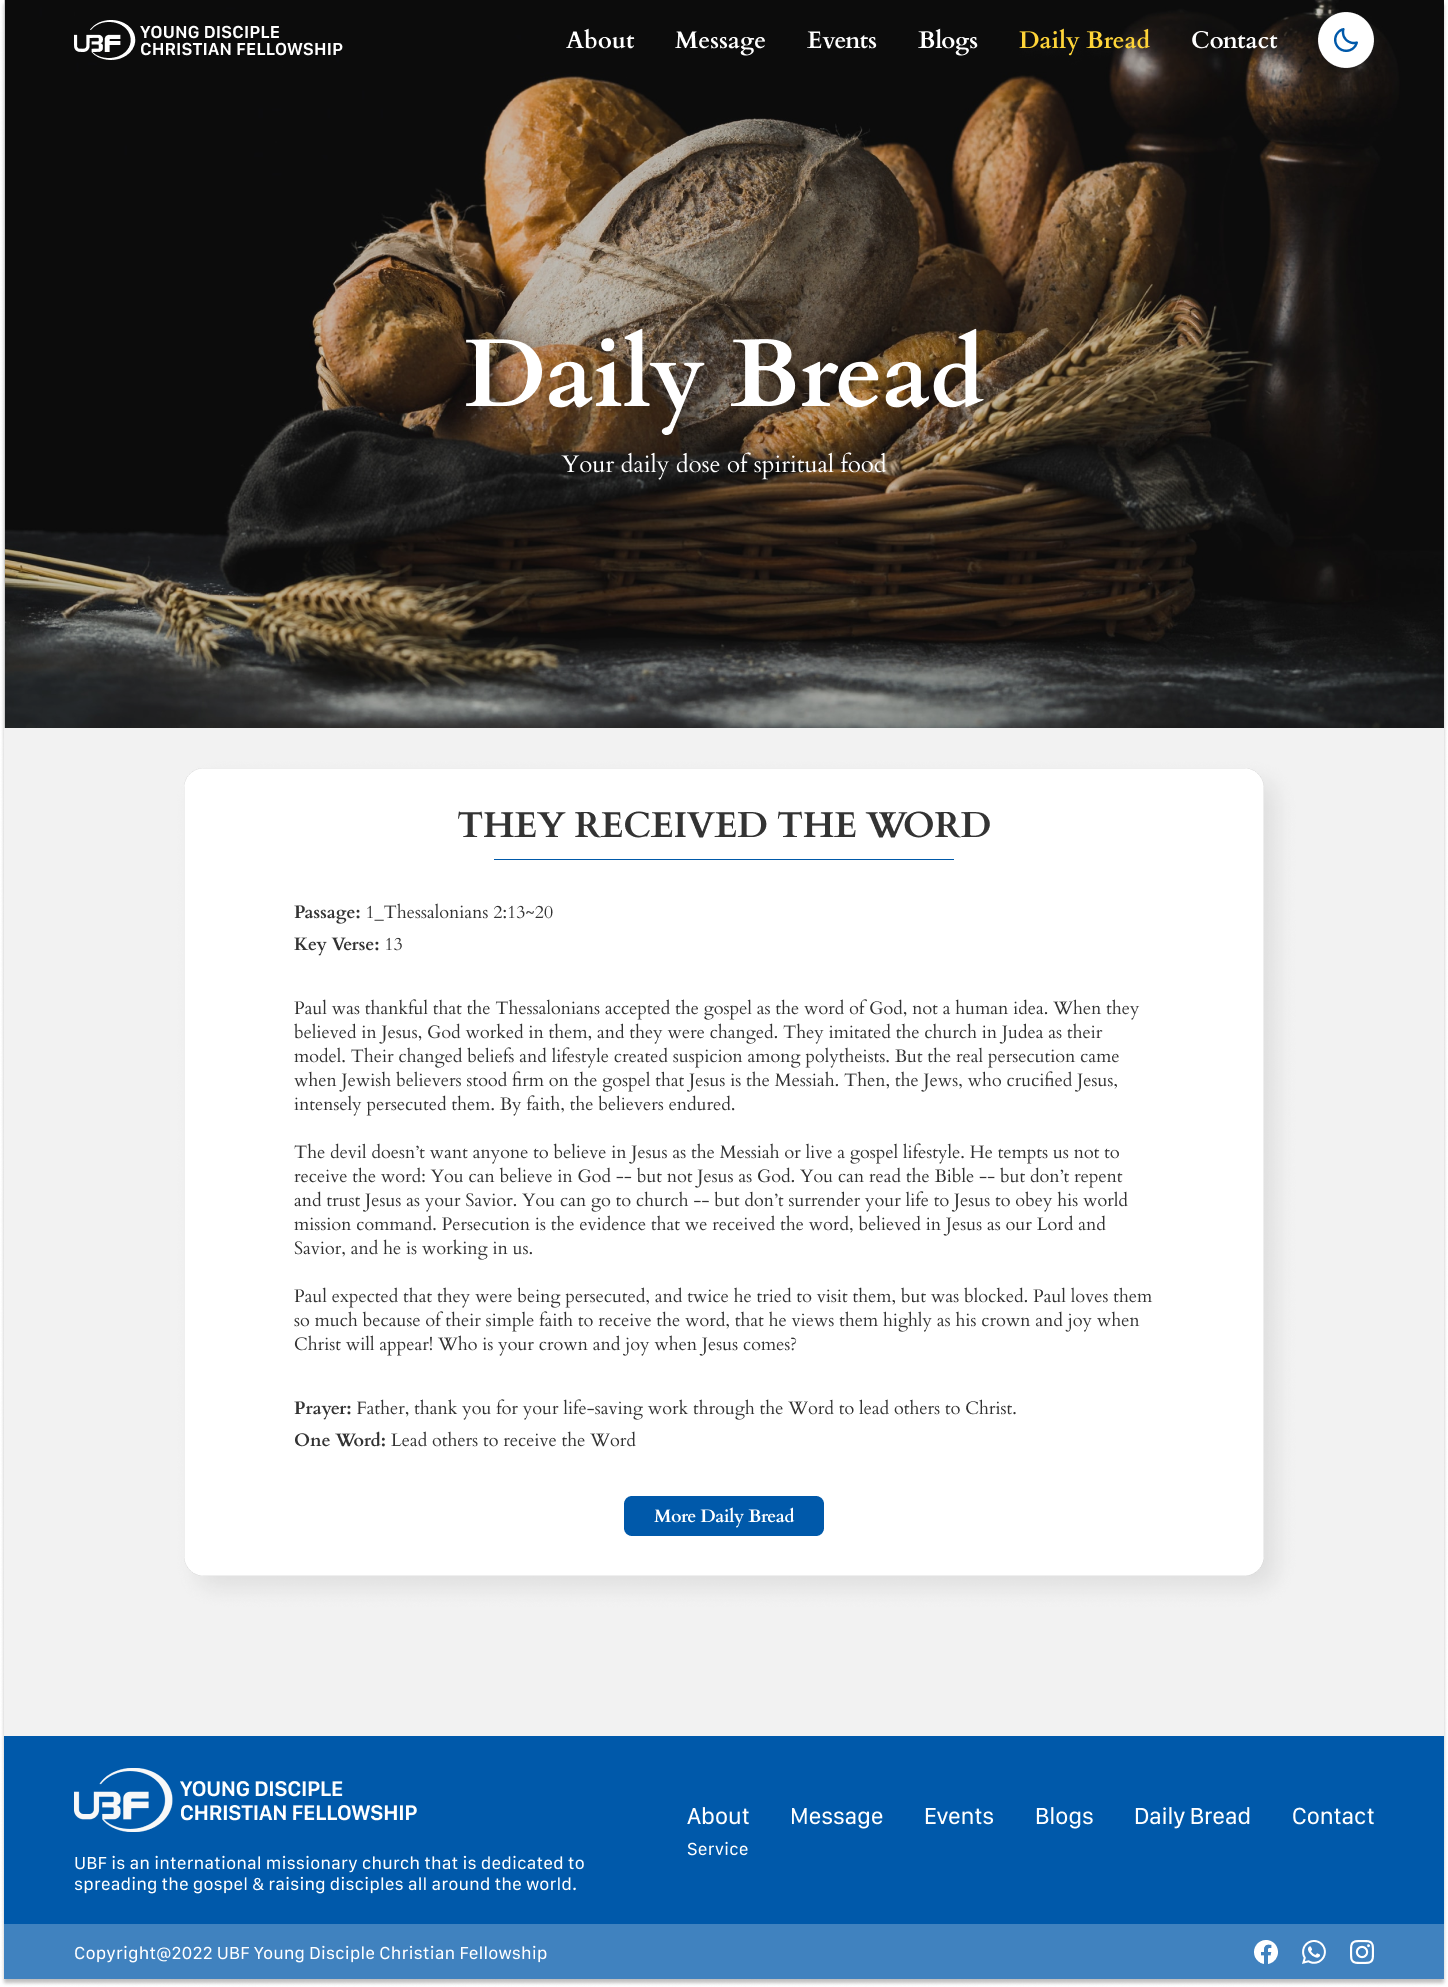 UBF YOUNG DISCIPLE
CHRISTIAN FELLOWSHIP
About Message Events Blogs Daily Bread Contact
Daily Bread
Your daily dose of spiritual food
THEY RECEIVED THE WORD
Passage: 1_Thessalonians 2:13~20
Key Verse: 13
Paul was thankful that the Thessalonians accepted the gospel as the word of God, not a human idea. When they
believed in Jesus, God worked in them, and they were changed. They imitated the church in Judea as their
model. Their changed beliefs and lifestyle created suspicion among polytheists. But the real persecution came
when Jewish believers stood firm on the gospel that Jesus is the Messiah. Then, the Jews, who crucified Jesus,
intensely persecuted them. By faith, the believers endured.
The devil doesn’t want anyone to believe in Jesus as the Messiah or live a gospel lifestyle. He tempts us not to
receive the word: You can believe in God -- but not Jesus as God. You can read the Bible -- but don’t repent
and trust Jesus as your Savior. You can go to church -- but don’t surrender your life to Jesus to obey his world
mission command. Persecution is the evidence that we received the word, believed in Jesus as our Lord and
Savior, and he is working in us.
Paul expected that they were being persecuted, and twice he tried to visit them, but was blocked. Paul loves them
so much because of their simple faith to receive the word, that he views them highly as his crown and joy when
Christ will appear! Who is your crown and joy when Jesus comes?
Prayer: Father, thank you for your life-saving work through the Word to lead others to Christ.
One Word: Lead others to receive the Word
More Daily Bread
UBF YOUNG DISCIPLE
CHRISTIAN FELLOWSHIP
UBF is an international missionary church that is dedicated to
spreading the gospel & raising disciples all around the world.
About Message Events Blogs Daily Bread Contact
Service
Copyright@2022 UBF Young Disciple Christian Fellowship